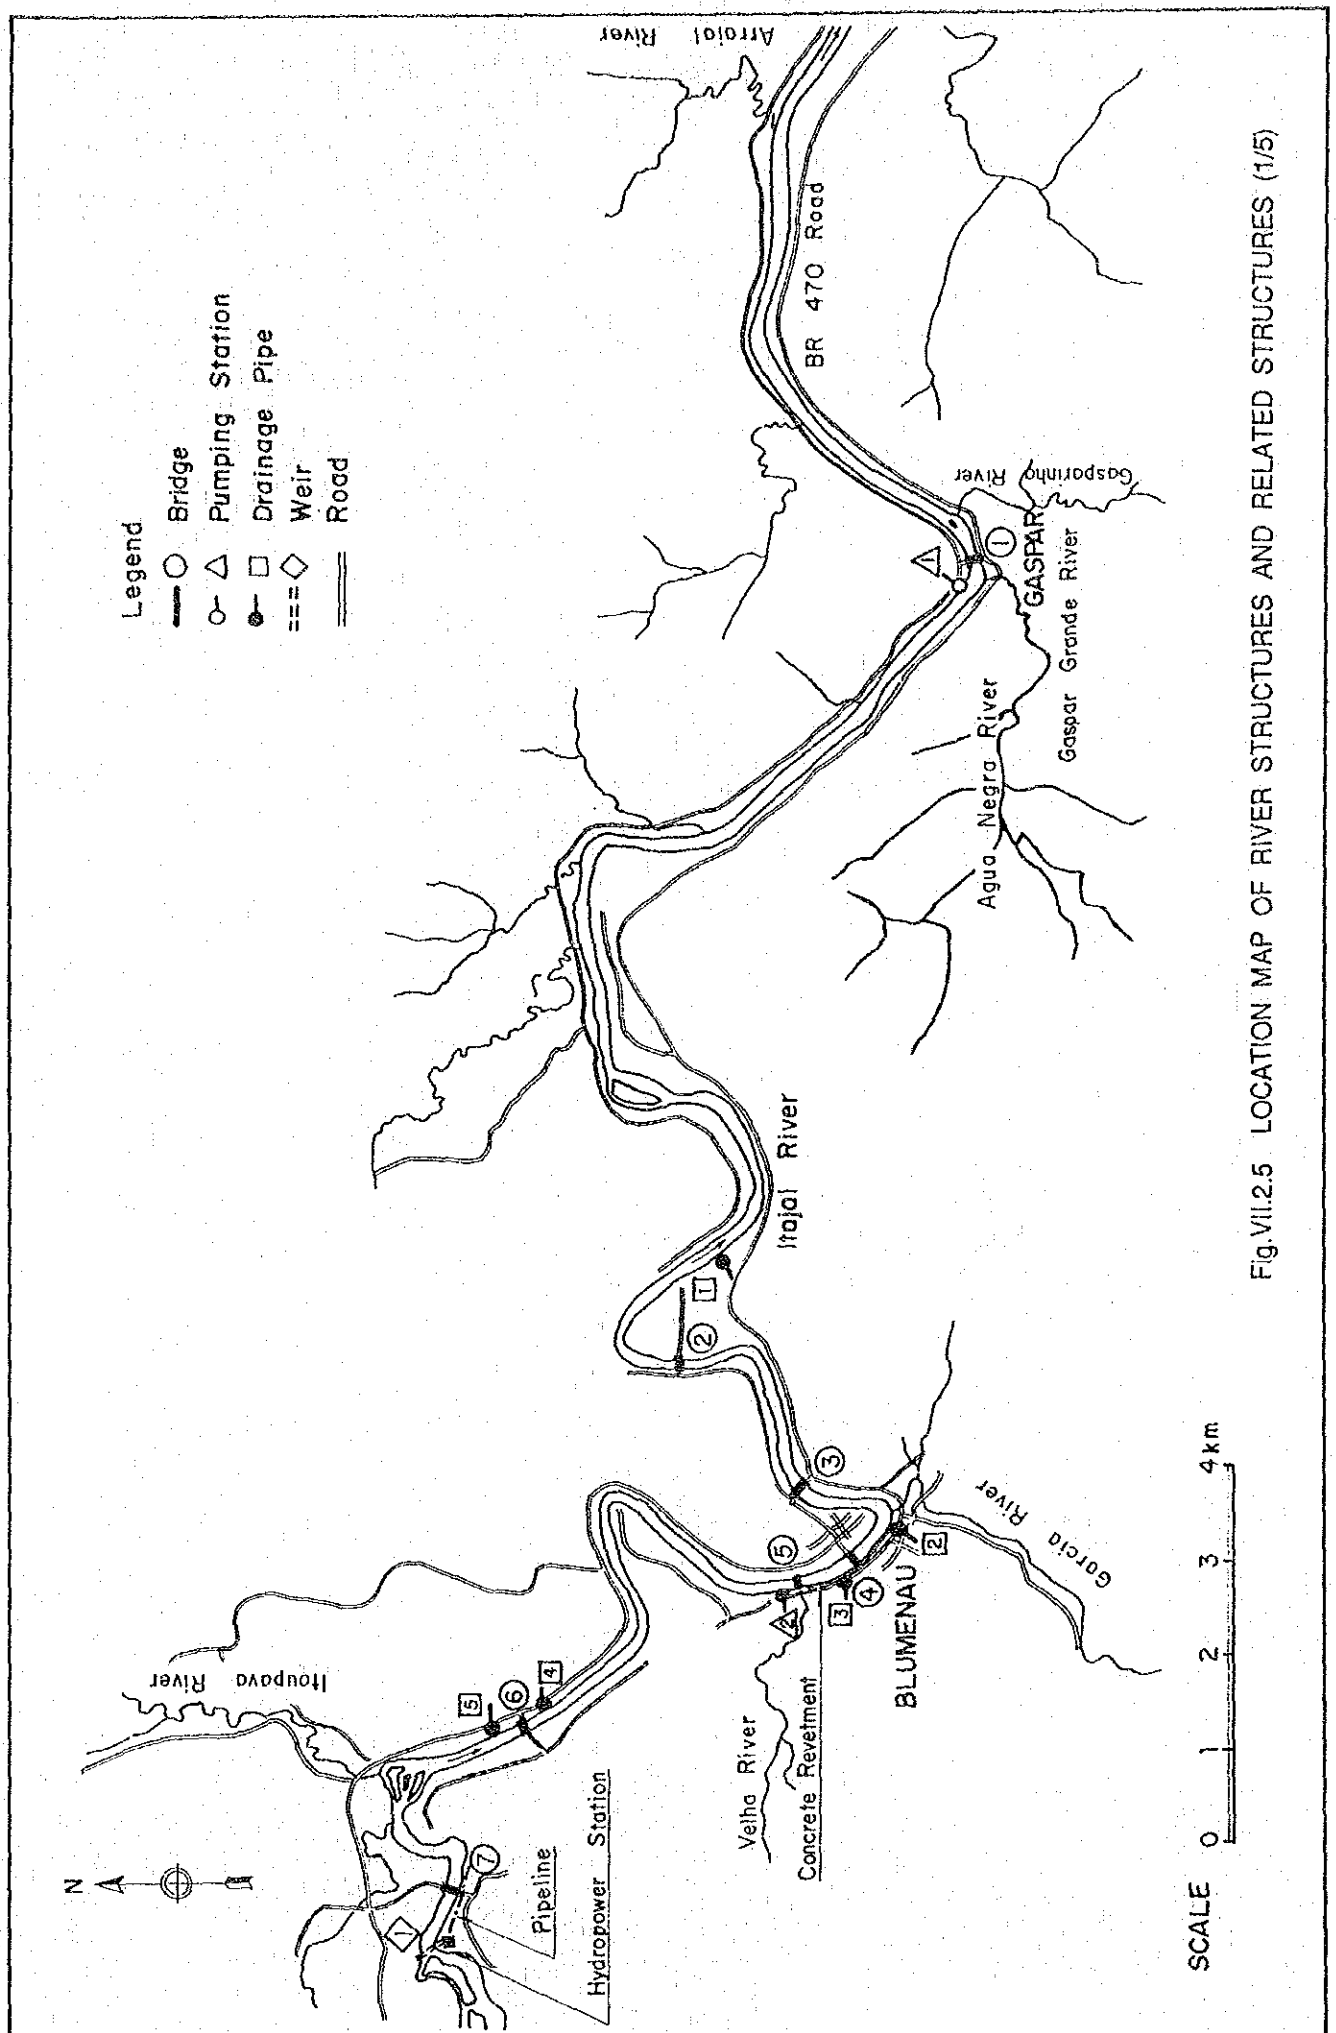 Legend
Bridge
Pumping Station
Drainage Pipe
Weir
Road
N
Itoupava
River
5
6
4
1
7
Pipeline
Hydropower Station
Velha River
Concrete Revetment
2
5
3
4
BLUMENAU
3
2
Garcia River
2
1
Itajaí River
Agua Negra River
Gaspar Grande River
1
1
GASPAR
Gasparinho
River
BR 470 Road
Arraial
River
SCALE 0 1 2 3 4km
Fig.VII.2.5 LOCATION MAP OF RIVER STRUCTURES AND RELATED STRUCTURES (1/5)